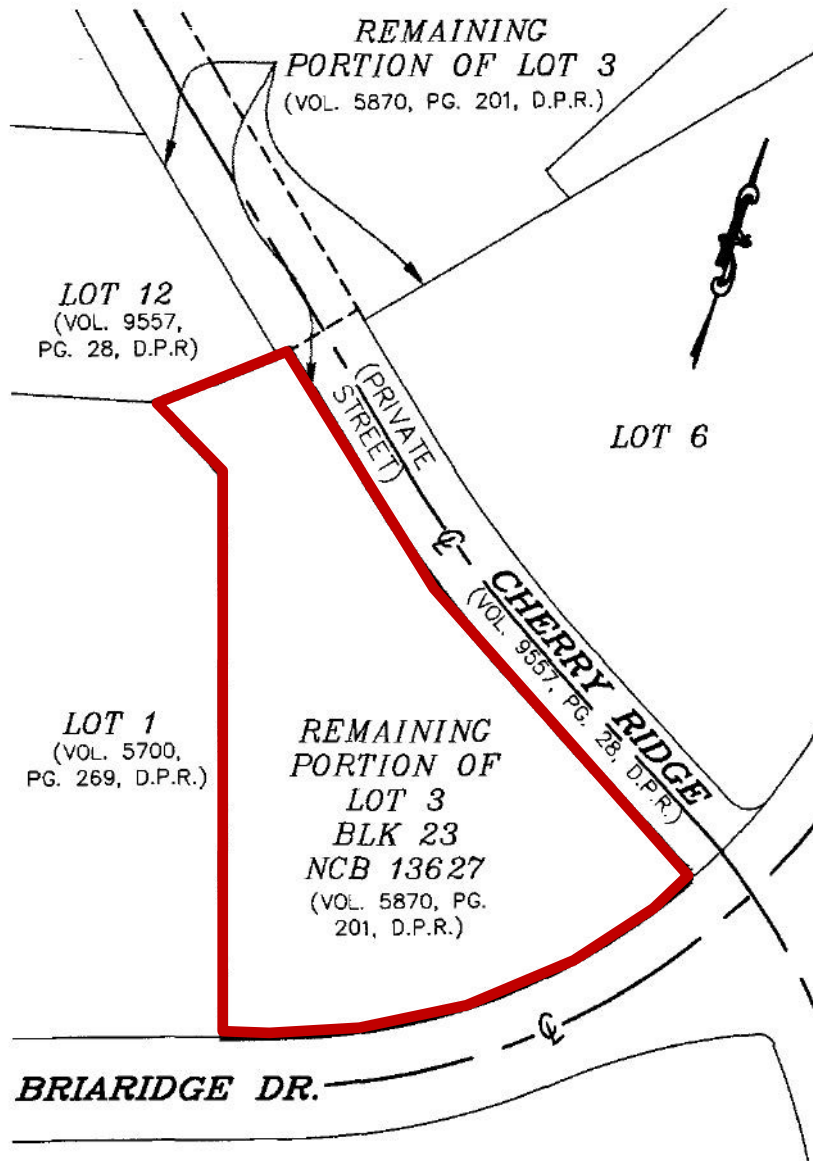 REMAINING
PORTION OF LOT 3
(VOL. 5870, PG. 201, D.P.R.)
LOT 12
(VOL. 9557,
PG. 28, D.P.R)
(PRIVATE
STREET)
LOT 6
℄
CHERRY RIDGE
(VOL. 9557, PG. 28, D.P.R.)
LOT 1
(VOL. 5700,
PG. 269, D.P.R.)
REMAINING
PORTION OF
LOT 3
BLK 23
NCB 13627
(VOL. 5870, PG.
201, D.P.R.)
℄
BRIARIDGE DR.